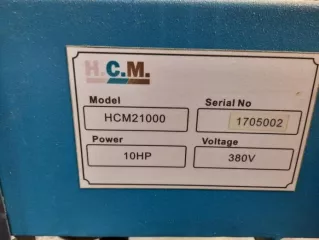 H.C.M.
Model Serial No
HCM21000 1705002
Power Voltage
10HP 380V